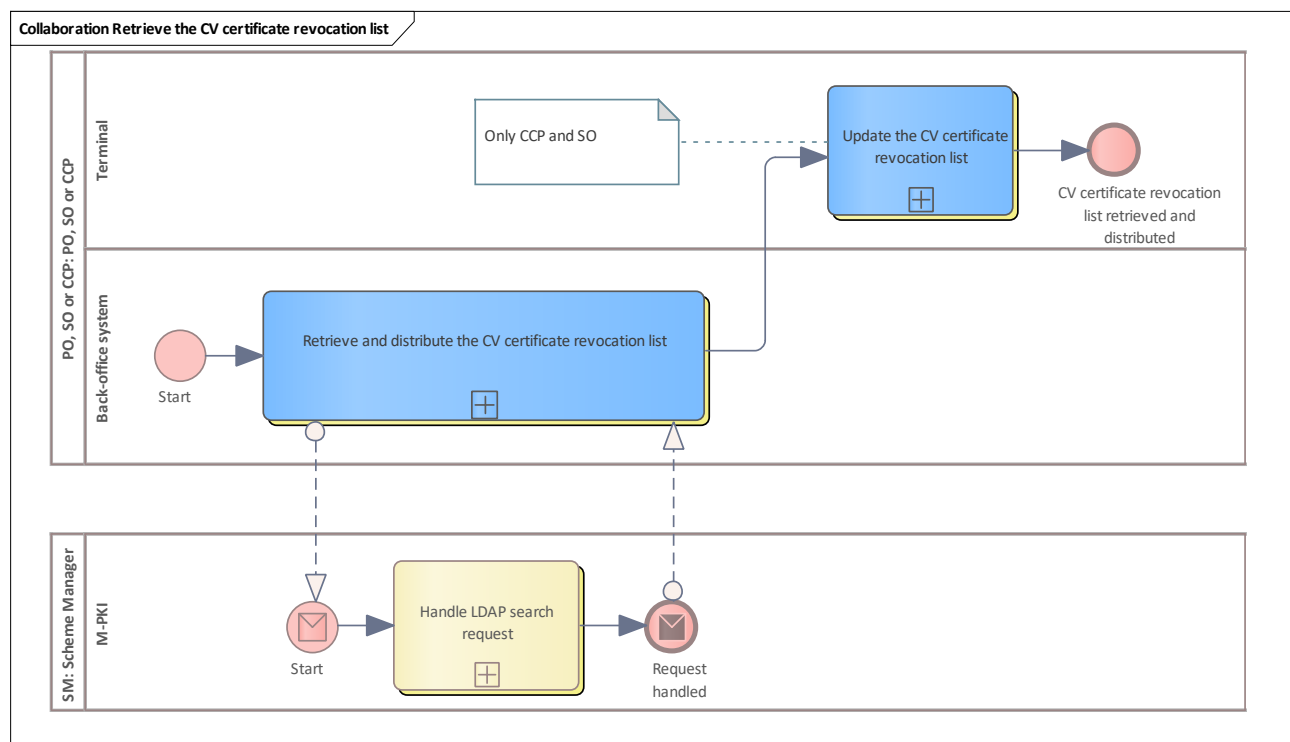 Collaboration Retrieve the CV certificate revocation list
PO, SO or CCP: PO, SO or CCP
Terminal
Only CCP and SO
Update the CV certificate
revocation list
CV certificate revocation
list retrieved and
distributed
Back-office system
Start
Retrieve and distribute the CV certificate revocation list
SM: Scheme Manager
M-PKI
Start
Handle LDAP search
request
Request
handled